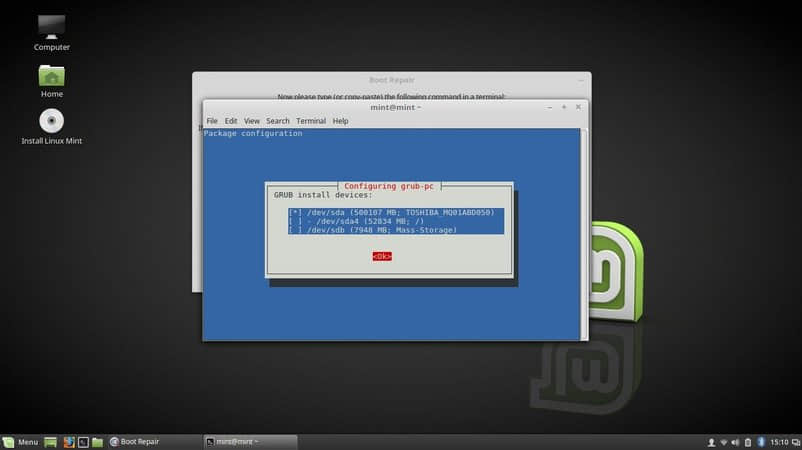 Computer
Home
Install Linux Mint
Boot Repair
Now please type (or copy-paste) the following command in a terminal:
mint@mint ~
File Edit View Search Terminal Help
Package configuration
Configuring grub-pc
GRUB install devices:
[*] /dev/sda (500107 MB; TOSHIBA_MQ01ABD050)
[ ] - /dev/sda4 (52834 MB; /)
[ ] /dev/sdb (7948 MB; Mass-Storage)
<Ok>
Menu Boot Repair mint@mint ~ 15:10